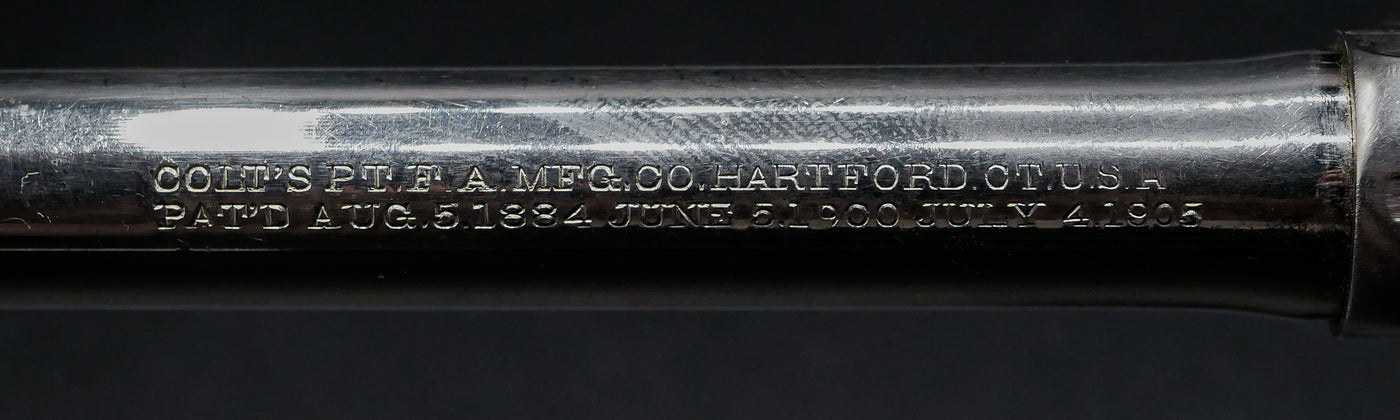 COLT'S PT. F. A. MFG. CO. HARTFORD. CT. U.S.A
PAT'D AUG. 5. 1884 JUNE 5. 1900 JULY 4. 1905